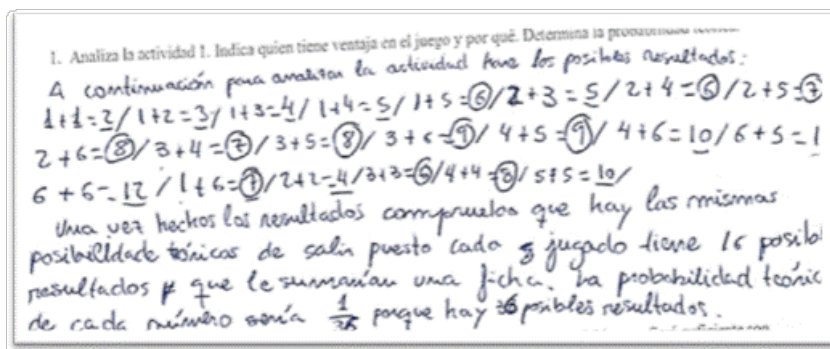 1. Analiza la actividad 1. Indica quien tiene ventaja en el juego y por qué. Determina la probabilidad
A continuación para analizar la actividad hare los posibles resultados:
1+1=2/ 1+2=3/ 1+3=4/ 1+4=5/ 1+5=6/ 2+3=5/ 2+4=6/ 2+5=7
2+6=8/ 3+4=7/ 3+5=8/ 3+6=9/ 4+5=9/ 4+6=10/ 6+5=1
6+6=12/ 1+6=7/ 2+2=4/ 3+3=6/ 4+4=8/ 5+5=10/
Una vez hechos los resultados compruebo que hay las mismas
posibilidade teóricas de salir puesto cada jugado tiene 16 posibl
resultados que le sumarían una ficha. La probabilidad teóric
de cada número sería 1/36 porque hay 36 posibles resultados.